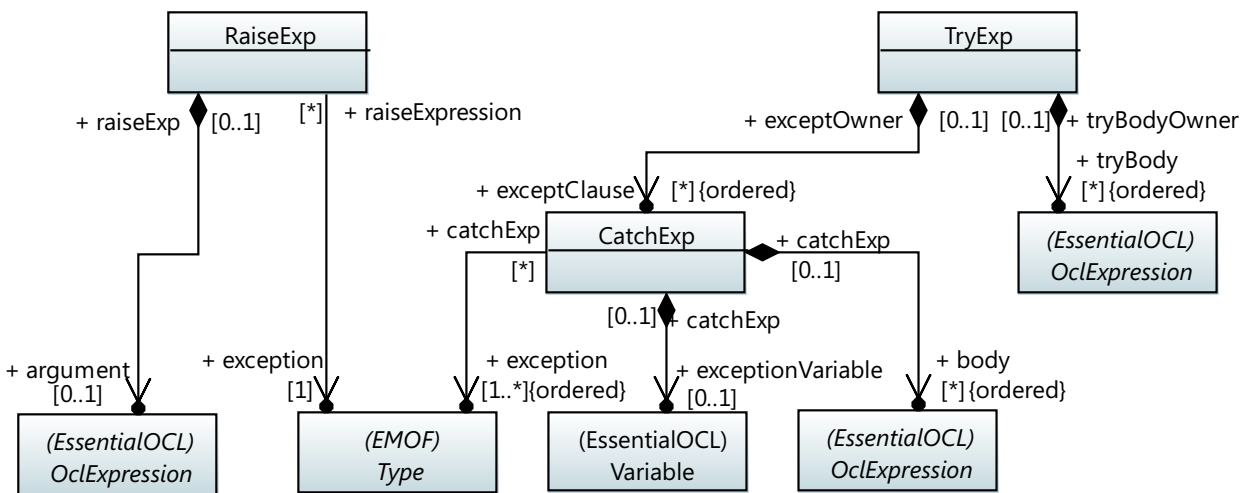 RaiseExp
TryExp
+ raiseExp
[0..1]
[*]
+ raiseExpression
+ exceptOwner
[0..1]
[0..1]
+ tryBodyOwner
+ tryBody
[*]{ordered}
+ exceptClause
[*]{ordered}
+ catchExp
[*]
CatchExp
+ catchExp
[0..1]
(EssentialOCL)
OclExpression
[0..1]
+ catchExp
+ argument
[0..1]
+ exception
[1]
+ exception
[1..*]{ordered}
+ exceptionVariable
[0..1]
+ body
[*]{ordered}
(EssentialOCL)
OclExpression
(EMOF)
Type
(EssentialOCL)
Variable
(EssentialOCL)
OclExpression